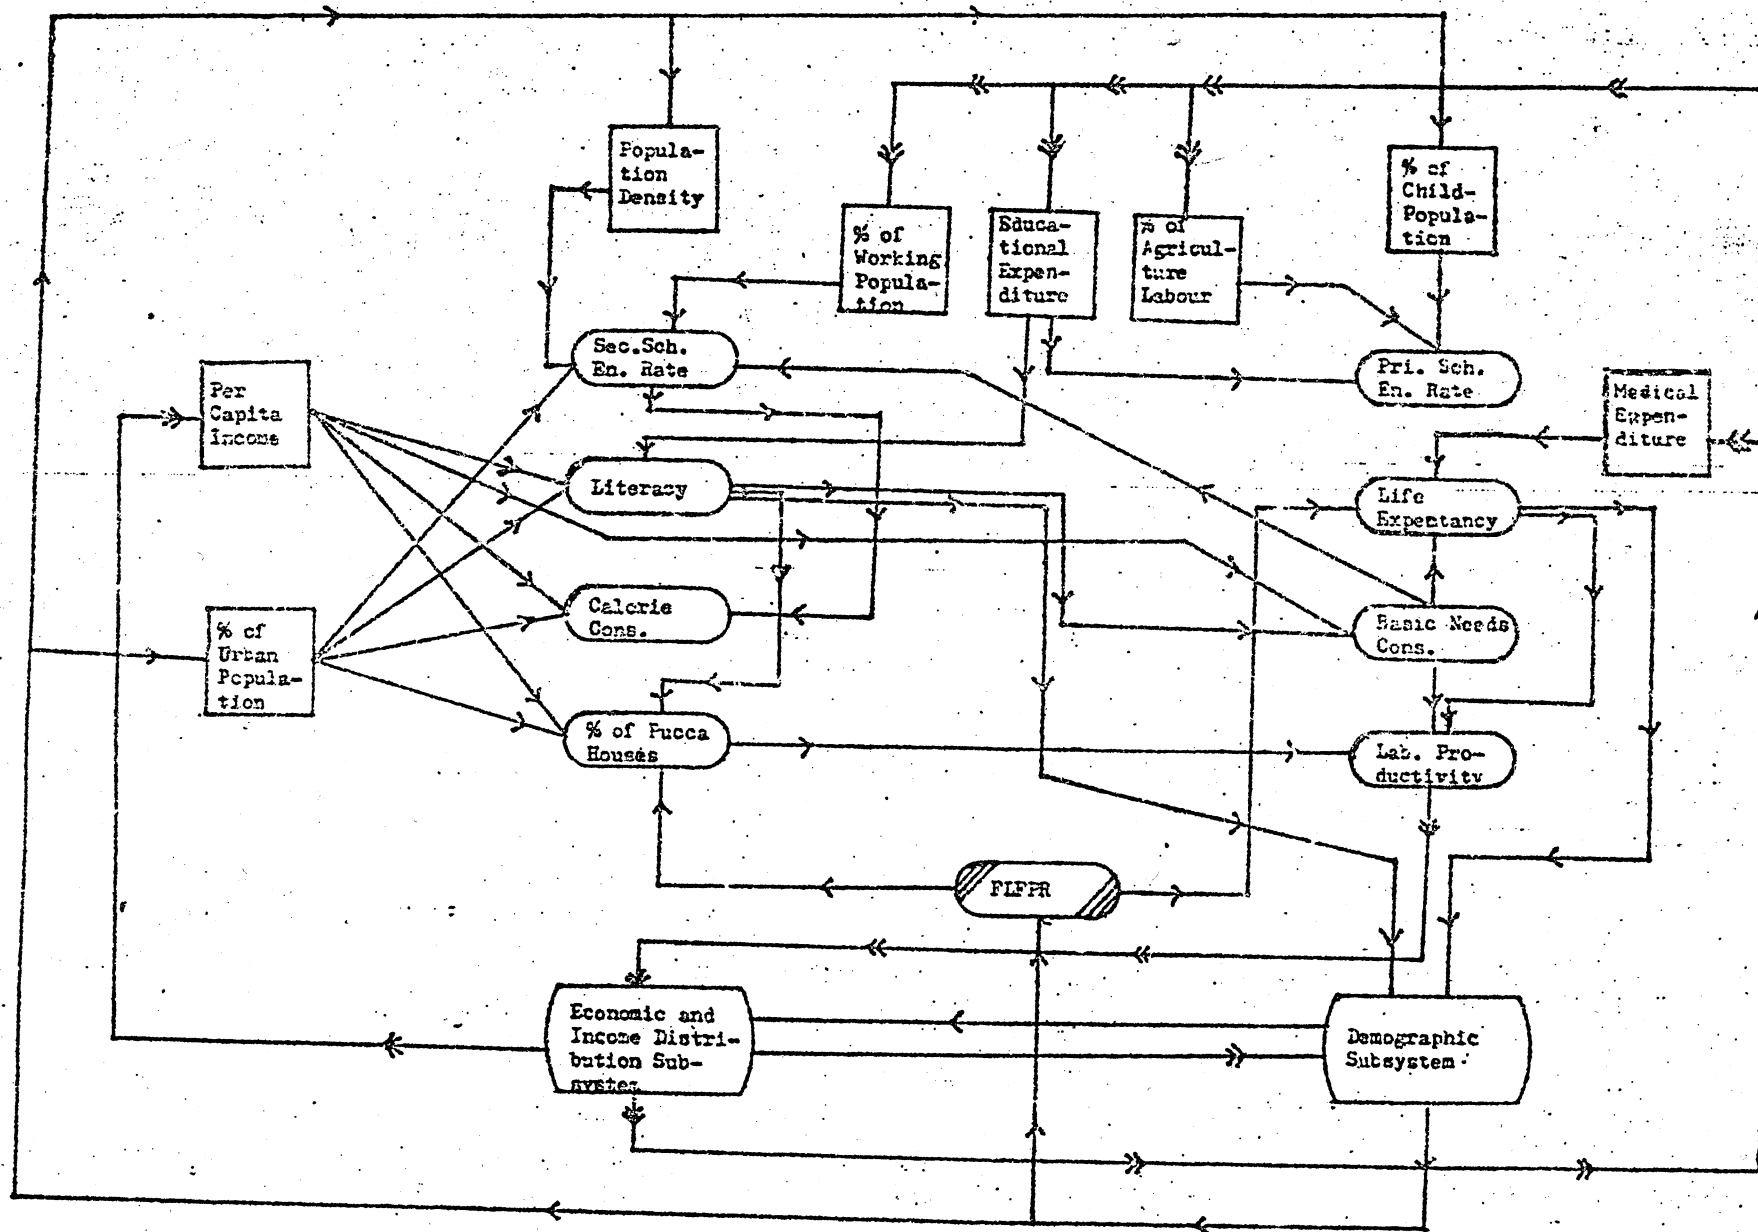 Popula-
tion
Density
% of
Child-
Popula-
tion
% of
Working
Popula-
tion
Educa-
tional
Expen-
diture
% of
Agricul-
ture
Labour
Sec.Sch.
En. Rate
Pri. Sch.
En. Rate
Per
Capita
Income
Medical
Expen-
diture
Literacy
Life
Expectancy
Calorie
Cons.
Basic Needs
Cons.
% of
Urban
Popula-
tion
% of Pucca
Houses
Lab. Pro-
ductivity
FLFPR
Economic and
Income Distri-
bution Sub-
system
Demographic
Subsystem